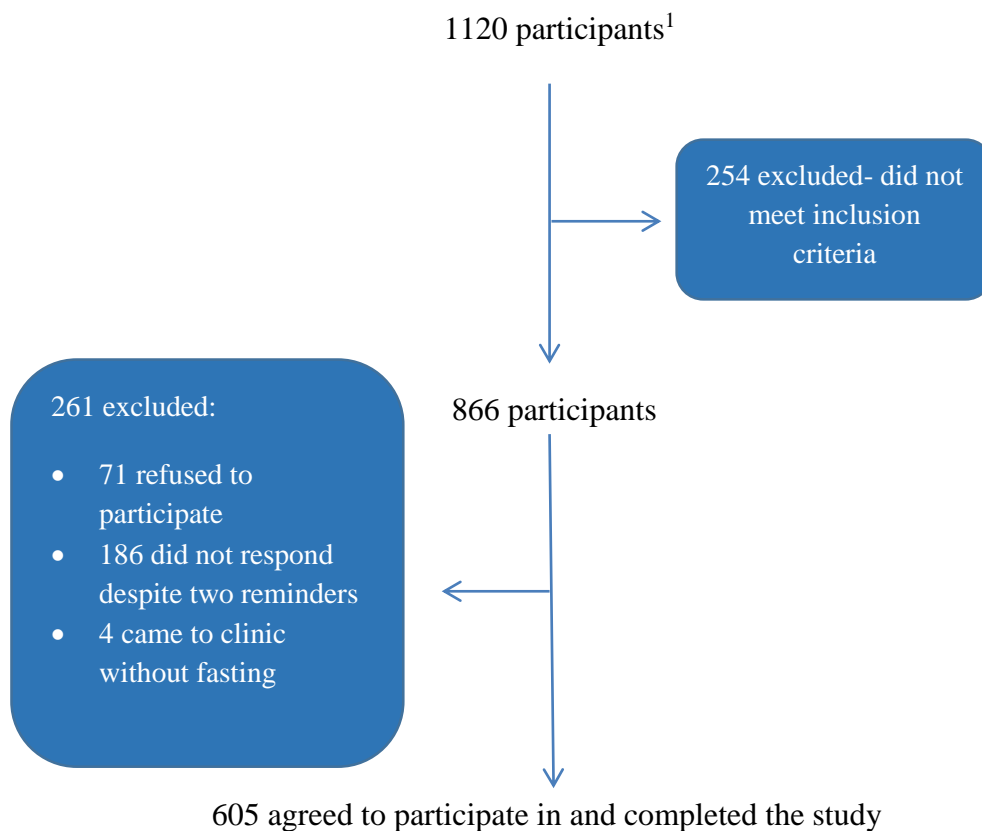 1120 participants¹
254 excluded- did not
meet inclusion
criteria
866 participants
261 excluded:
• 71 refused to
participate
• 186 did not respond
despite two reminders
• 4 came to clinic
without fasting
605 agreed to participate in and completed the study